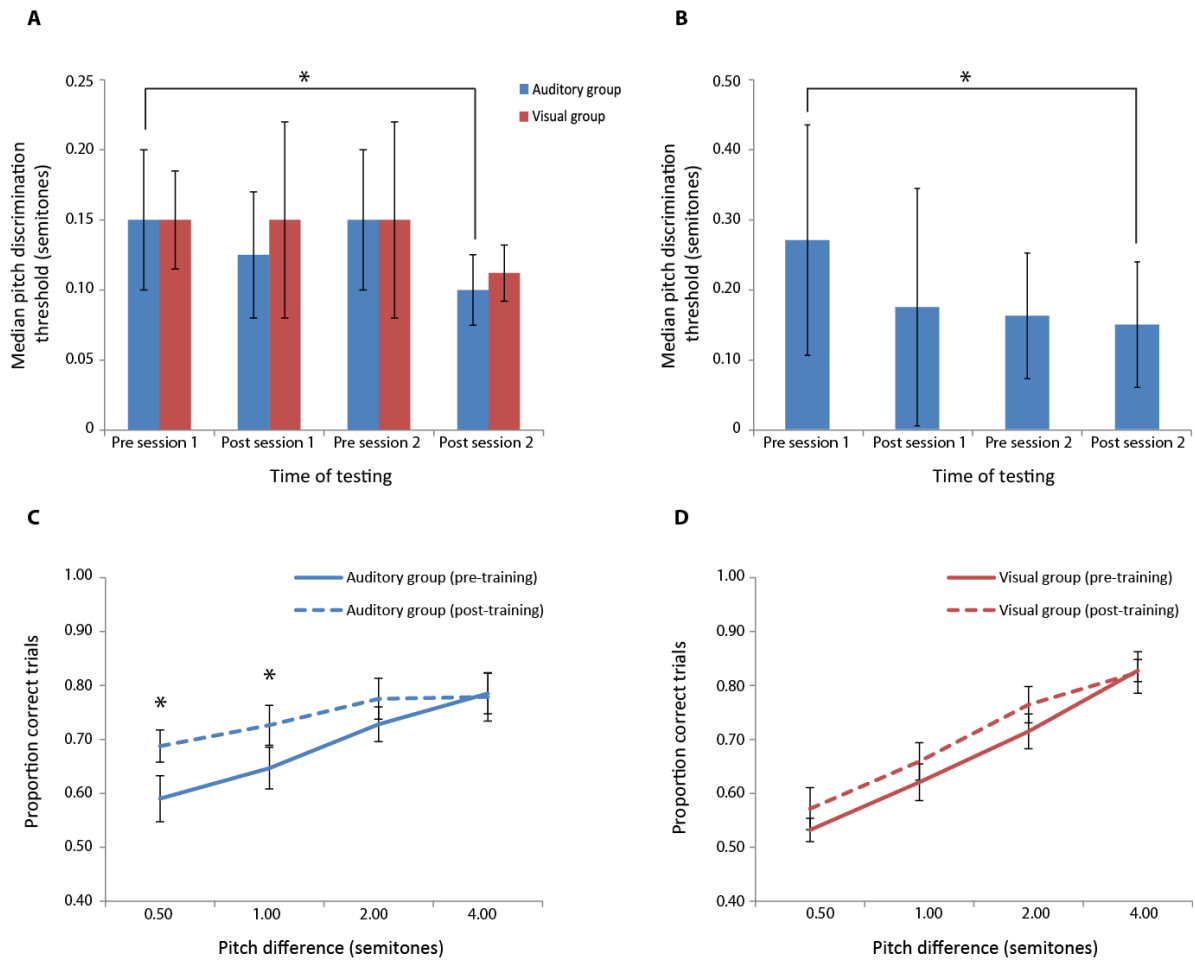 A
*
Auditory group
Visual group
Median pitch discrimination
threshold (semitones)
0.25
0.20
0.15
0.10
0.05
0
Pre session 1 Post session 1 Pre session 2 Post session 2
Time of testing
B
*
Median pitch discrimination
threshold (semitones)
0.50
0.40
0.30
0.20
0.10
0
Pre session 1 Post session 1 Pre session 2 Post session 2
Time of testing
C
Auditory group (pre-training)
Auditory group (post-training)
Proportion correct trials
1.00
0.90
0.80
0.70
0.60
0.50
0.40
* *
0.50 1.00 2.00 4.00
Pitch difference (semitones)
D
Visual group (pre-training)
Visual group (post-training)
Proportion correct trials
1.00
0.90
0.80
0.70
0.60
0.50
0.40
0.50 1.00 2.00 4.00
Pitch difference (semitones)